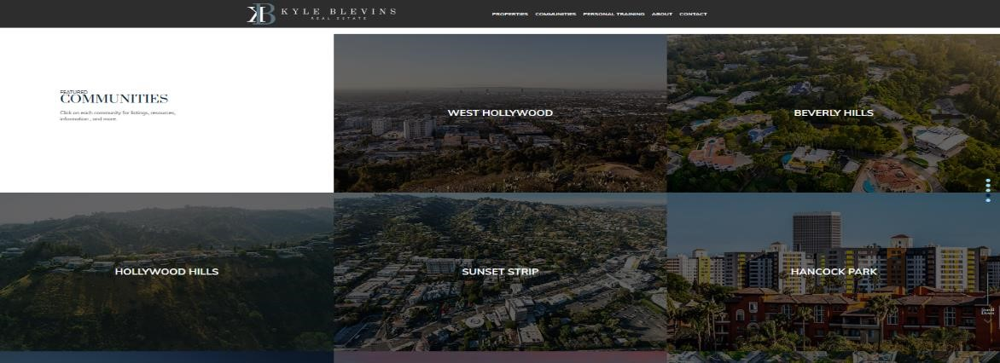 KB KYLE BLEVINS
REAL ESTATE
PROPERTIES COMMUNITIES PERSONAL TRAINING ABOUT CONTACT
FEATURED
COMMUNITIES
Click on each community for listings, resources,
information , and more.
WEST HOLLYWOOD
BEVERLY HILLS
HOLLYWOOD HILLS
SUNSET STRIP
HANCOCK PARK
Scroll
Down